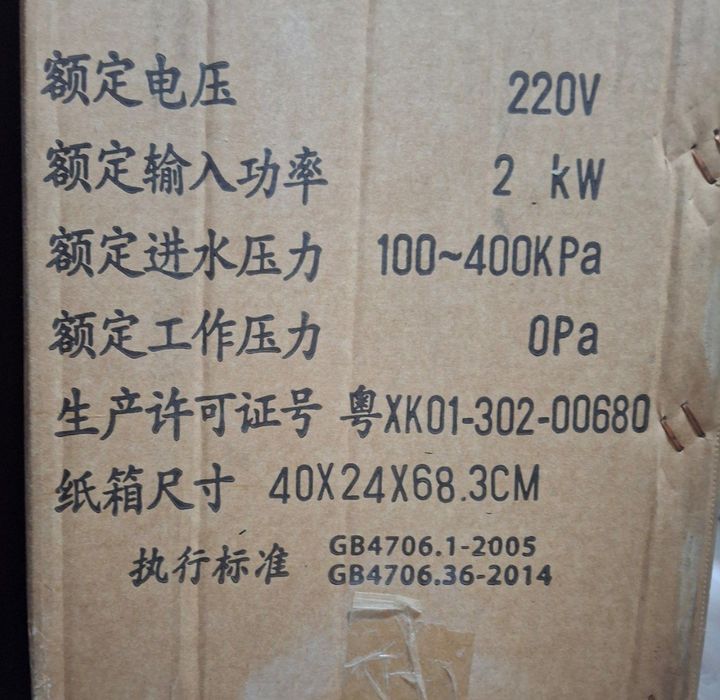 额定电压 220V
额定输入功率 2 kW
额定进水压力 100~400KPa
额定工作压力 0Pa
生产许可证号 粤XK01-302-00680
纸箱尺寸 40X24X68.3CM
执行标准 GB4706.1-2005
GB4706.36-2014